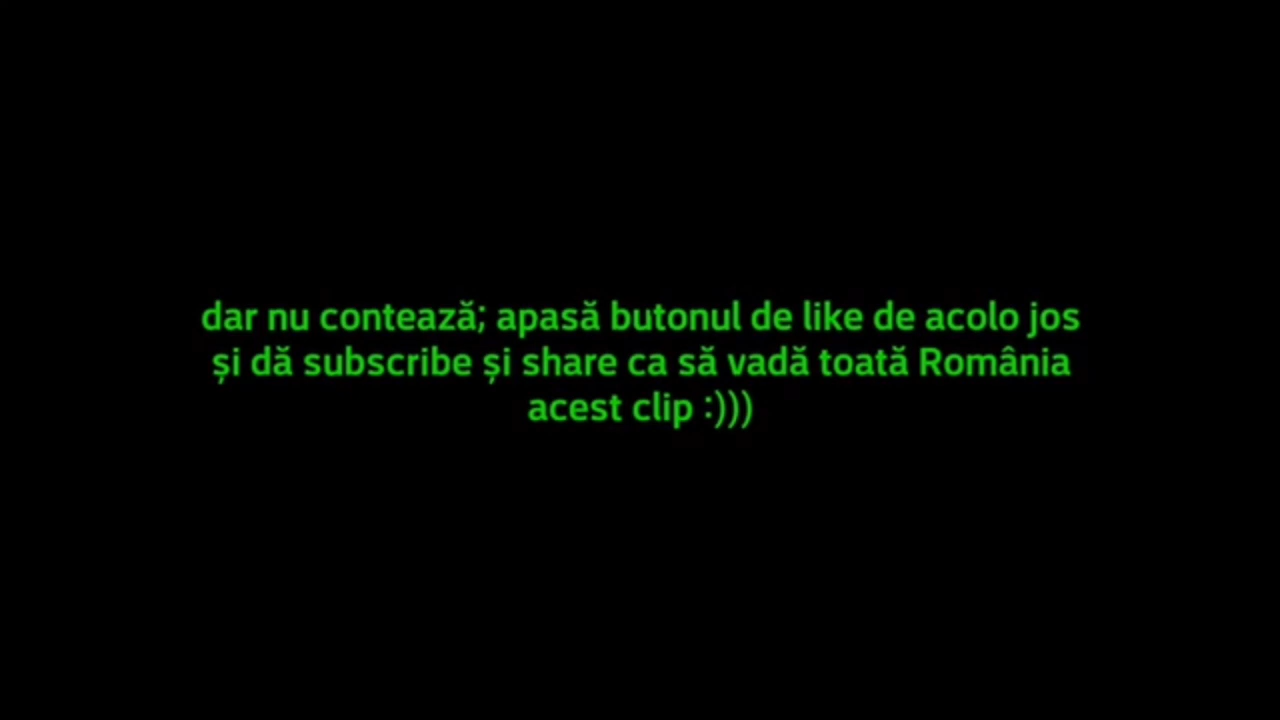 dar nu contează; apasă butonul de like de acolo jos
și dă subscribe și share ca să vadă toată România
acest clip :)))